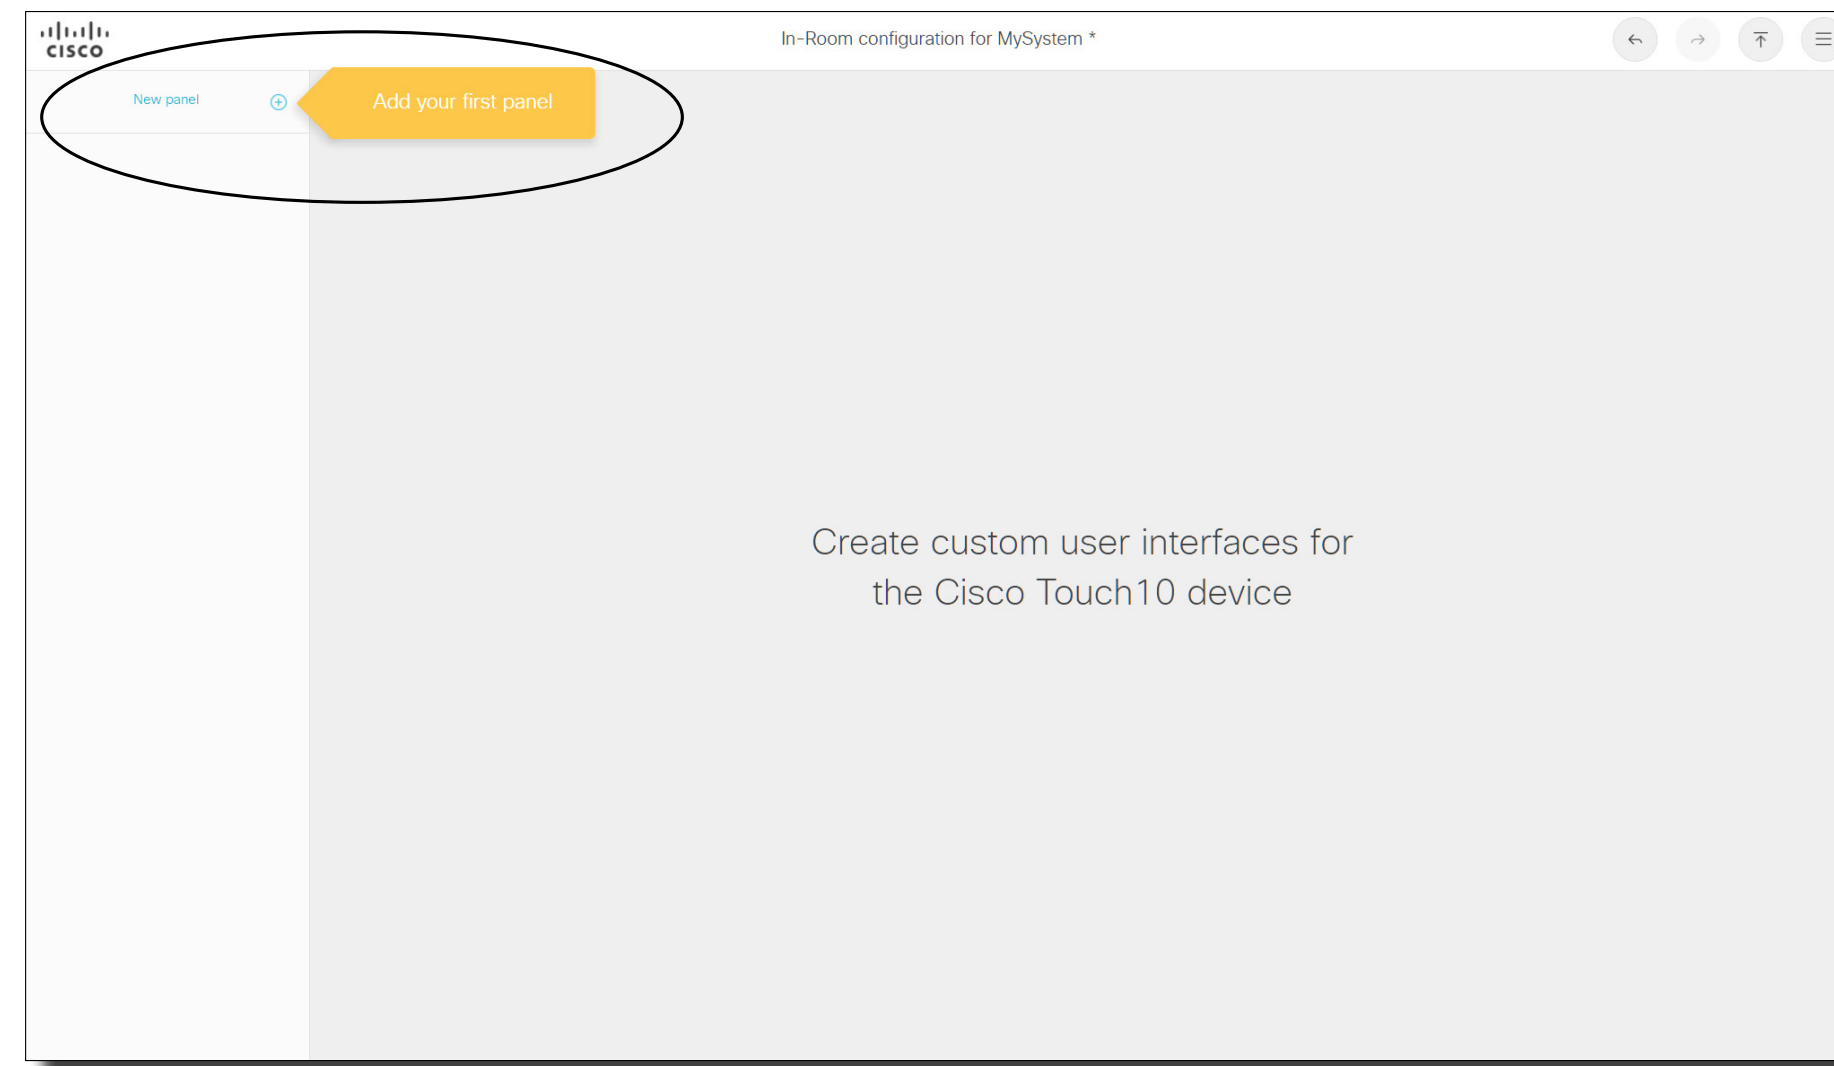 CISCO
In-Room configuration for MySystem *
New panel
Add your first panel
Create custom user interfaces for
the Cisco Touch10 device